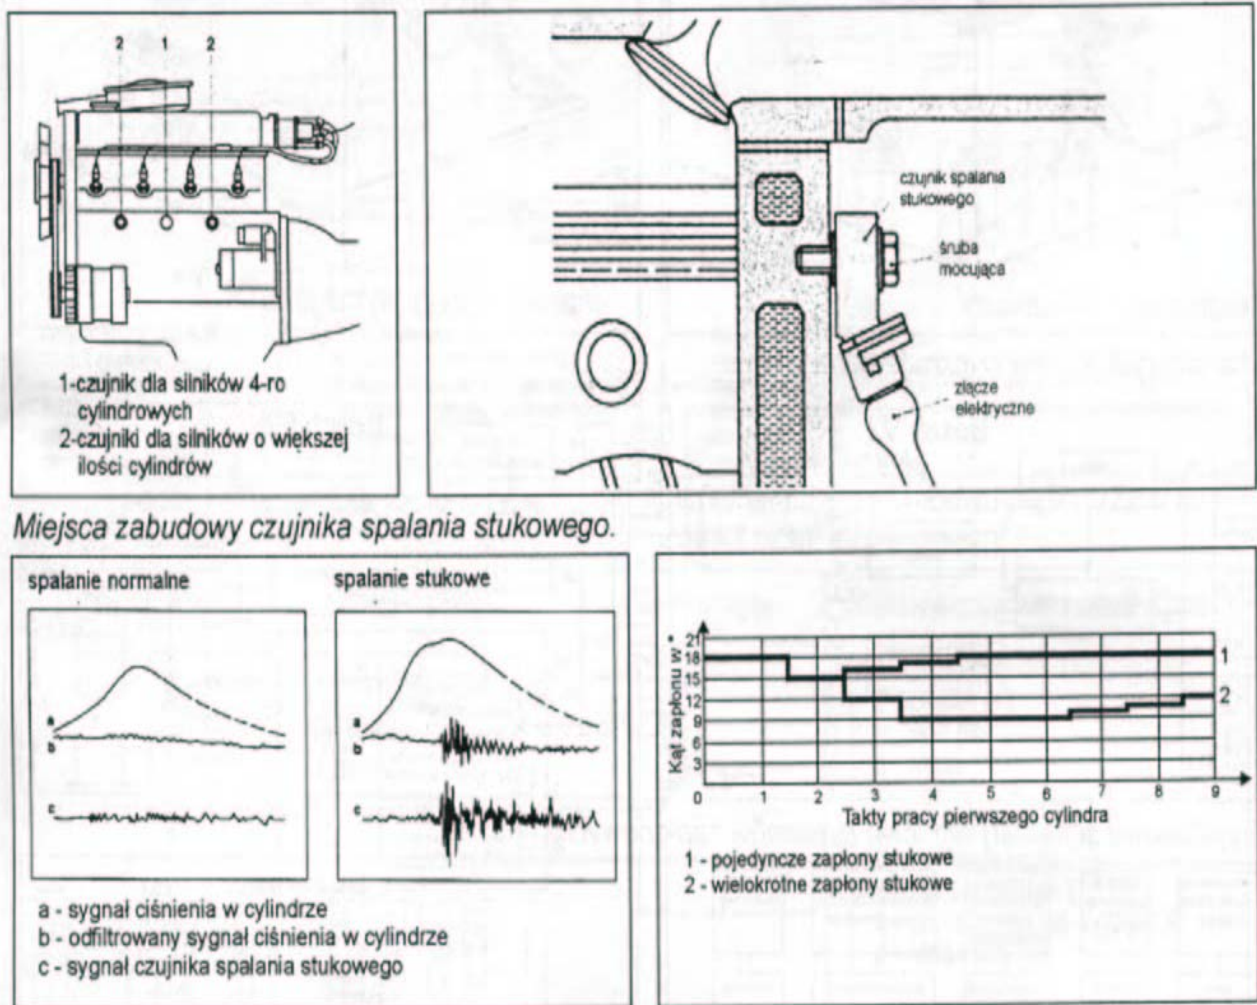 2 1 2
1-czujnik dla silników 4-ro
cylindrowych
2-czujniki dla silników o większej
ilości cylindrów
czujnik spalania
stukowego
śruba
mocująca
złącze
elektryczne
Miejsca zabudowy czujnika spalania stukowego.
spalanie normalne
spalanie stukowe
a
b
c
a
b
c
a - sygnał ciśnienia w cylindrze
b - odfiltrowany sygnał ciśnienia w cylindrze
c - sygnał czujnika spalania stukowego
Kąt zapłonu w °
21
18
15
12
9
6
3
1
2
0 1 2 3 4 5 6 7 8 9
Takty pracy pierwszego cylindra
1 - pojedyncze zapłony stukowe
2 - wielokrotne zapłony stukowe